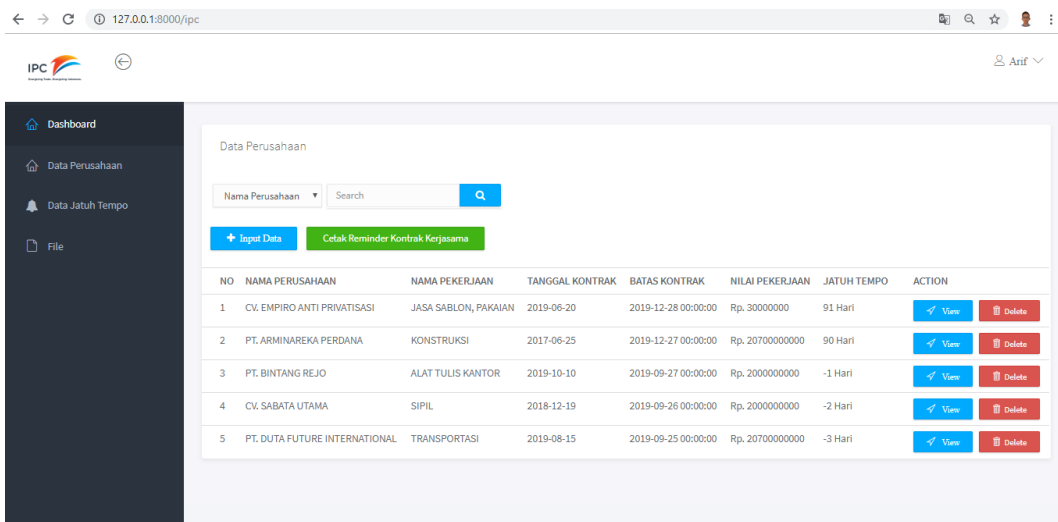 127.0.0.1:8000/ipc
IPC
Arif
Dashboard
Data Perusahaan
Data Jatuh Tempo
File
Data Perusahaan
Nama Perusahaan Search
Input Data Cetak Reminder Kontrak Kerjasama
NO NAMA PERUSAHAAN NAMA PEKERJAAN TANGGAL KONTRAK BATAS KONTRAK NILAI PEKERJAAN JATUH TEMPO ACTION
1 CV. EMPIRO ANTI PRIVATISASI JASA SABLON, PAKAIAN 2019-06-20 2019-12-28 00:00:00 Rp. 30000000 91 Hari View Delete
2 PT. ARMINAREKA PERDANA KONSTRUKSI 2017-06-25 2019-12-27 00:00:00 Rp. 20700000000 90 Hari View Delete
3 PT. BINTANG REJO ALAT TULIS KANTOR 2019-10-10 2019-09-27 00:00:00 Rp. 2000000000 -1 Hari View Delete
4 CV. SABATA UTAMA SIPIL 2018-12-19 2019-09-26 00:00:00 Rp. 2000000000 -2 Hari View Delete
5 PT. DUTA FUTURE INTERNATIONAL TRANSPORTASI 2019-08-15 2019-09-25 00:00:00 Rp. 20700000000 -3 Hari View Delete